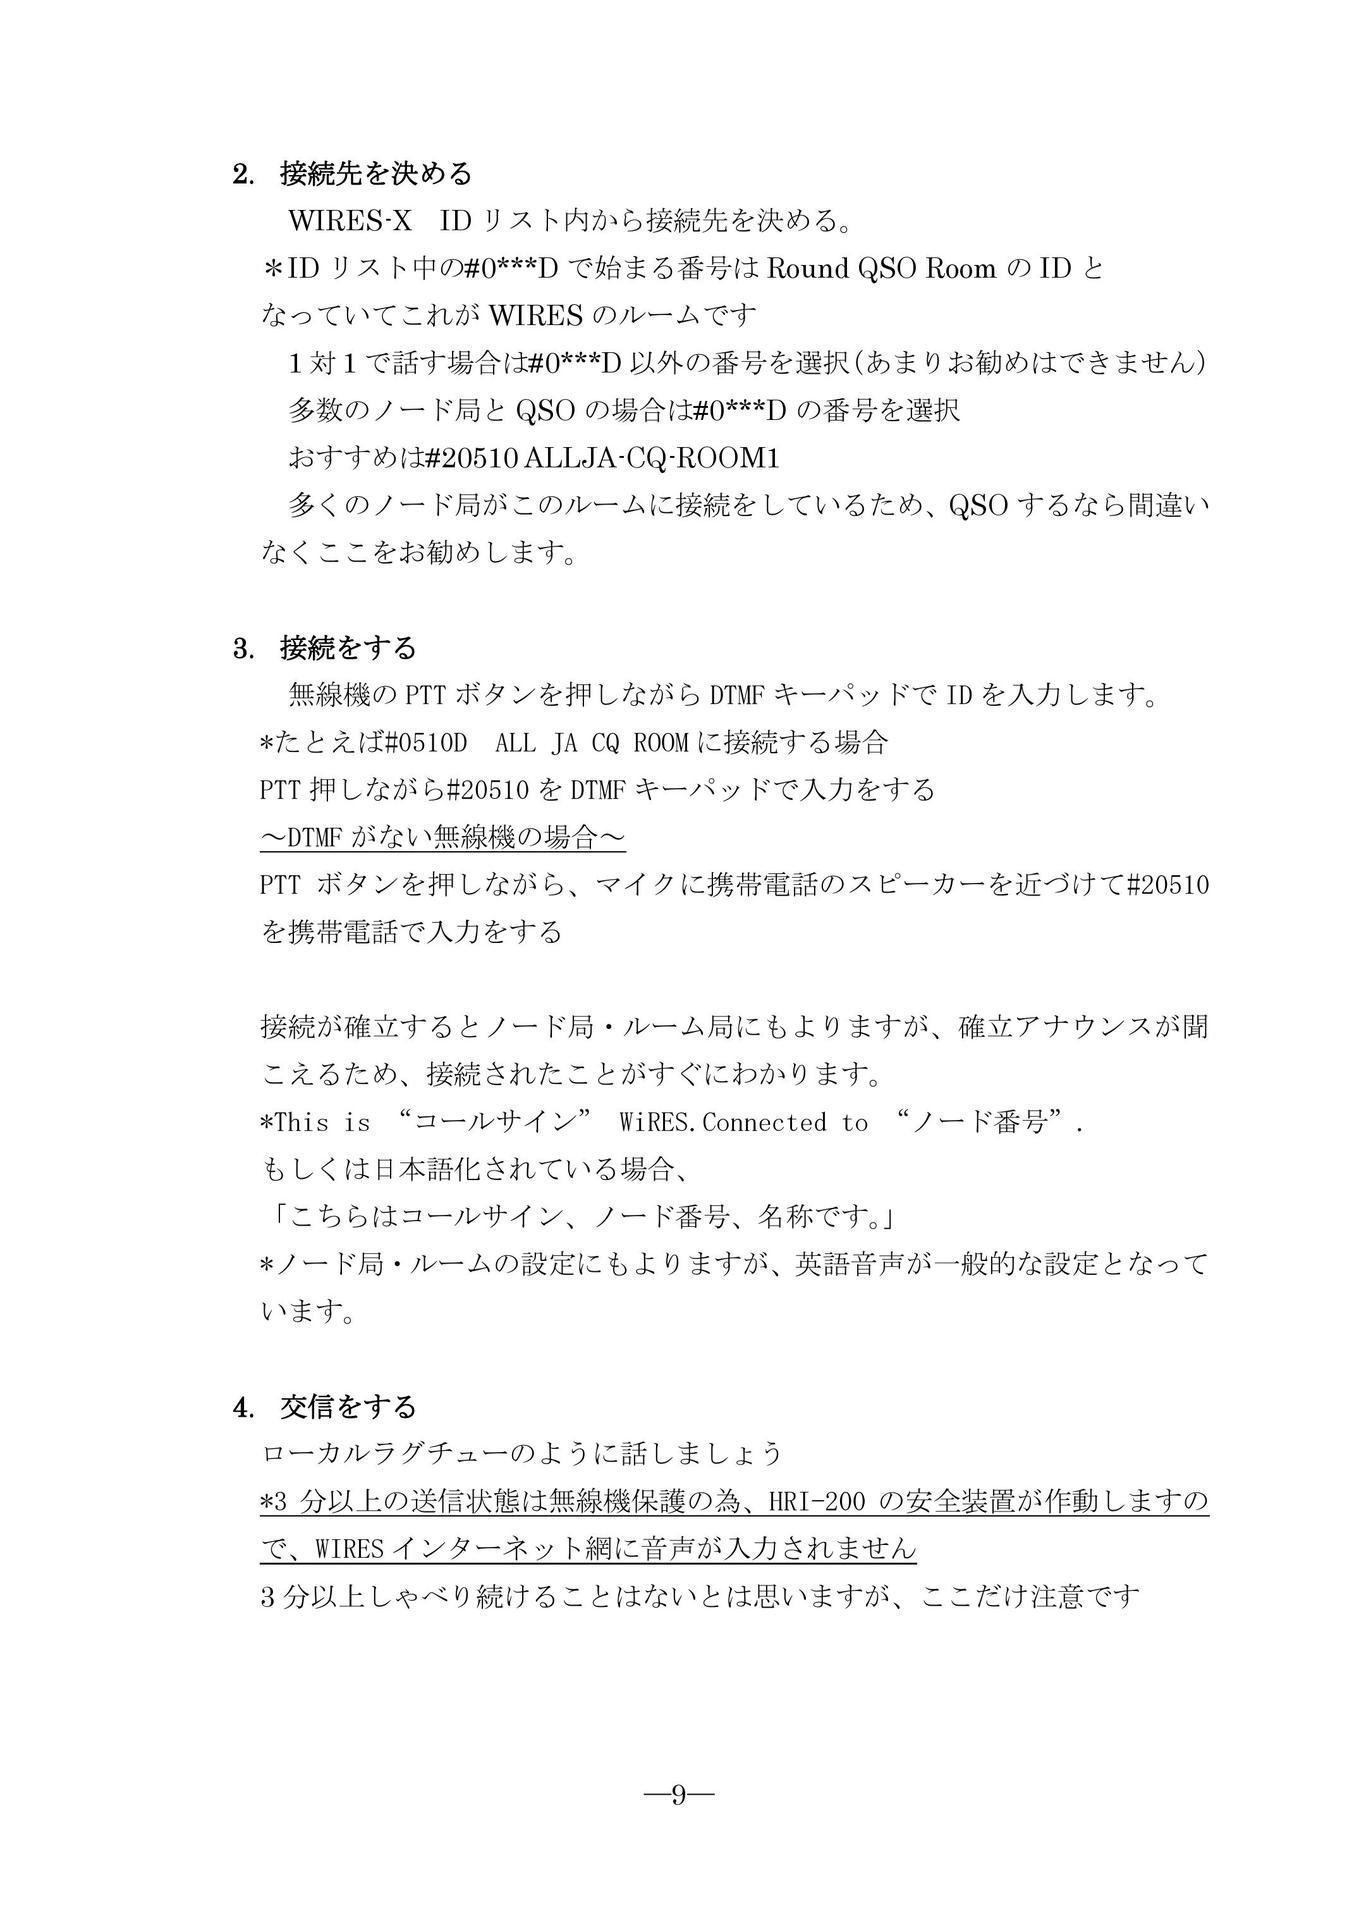 2. 接続先を決める
WIRES-X　ID リスト内から接続先を決める。
＊ID リスト中の#0***D で始まる番号は Round QSO Room の ID と
なっていてこれが WIRES のルームです
1 対 1 で話す場合は#0***D 以外の番号を選択(あまりお勧めはできません)
多数のノード局と QSO の場合は#0***D の番号を選択
おすすめは#20510 ALLJA-CQ-ROOM1
多くのノード局がこのルームに接続をしているため、QSO するなら間違い
なくここをお勧めします。
3. 接続をする
無線機の PTT ボタンを押しながら DTMF キーパッドで ID を入力します。
*たとえば#0510D　ALL JA CQ ROOM に接続する場合
PTT 押しながら#20510 を DTMF キーパッドで入力をする
～DTMF がない無線機の場合～
PTT ボタンを押しながら、マイクに携帯電話のスピーカーを近づけて#20510
を携帯電話で入力をする
接続が確立するとノード局・ルーム局にもよりますが、確立アナウンスが聞
こえるため、接続されたことがすぐにわかります。
*This is “コールサイン” WiRES.Connected to “ノード番号”.
もしくは日本語化されている場合、
「こちらはコールサイン、ノード番号、名称です。」
*ノード局・ルームの設定にもよりますが、英語音声が一般的な設定となって
います。
4. 交信をする
ローカルラグチューのように話しましょう
*3 分以上の送信状態は無線機保護の為、HRI-200 の安全装置が作動しますの
で、WIRES インターネット網に音声が入力されません
3 分以上しゃべり続けることはないとは思いますが、ここだけ注意です
―9―